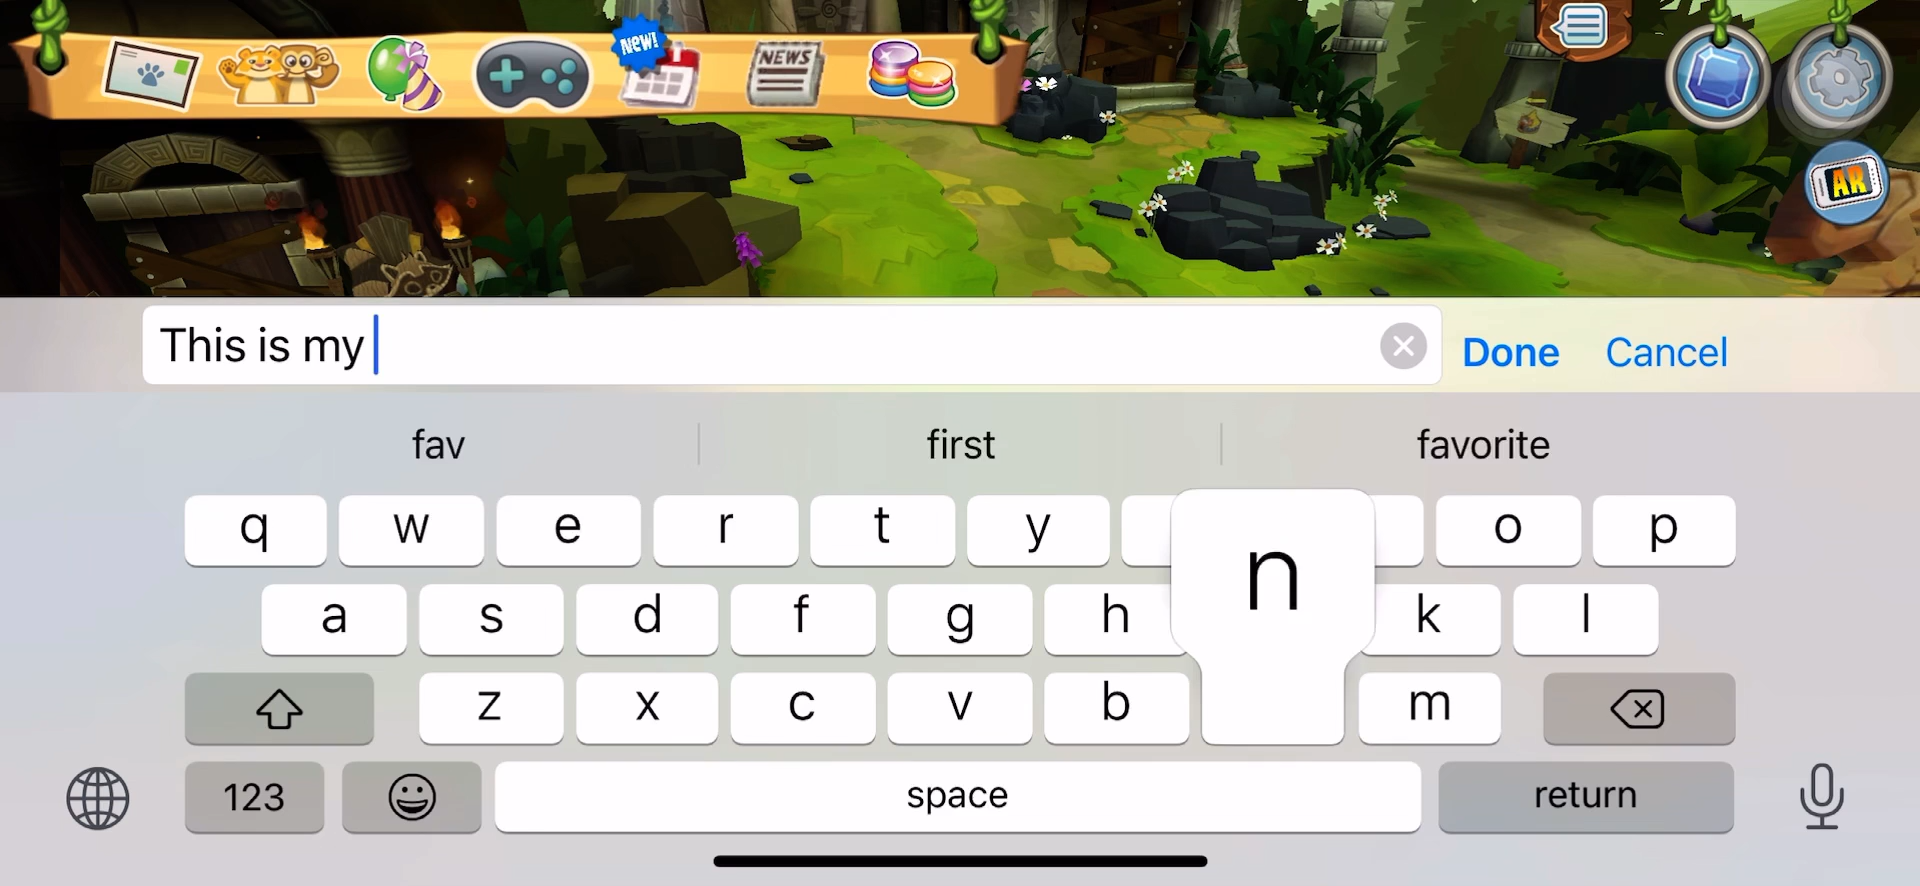 NEW!
NEWS
AR
This is my
Done
Cancel
fav
first
favorite
q w e r t y o p
a s d f g h k l
n
z x c v b m
123
space
return